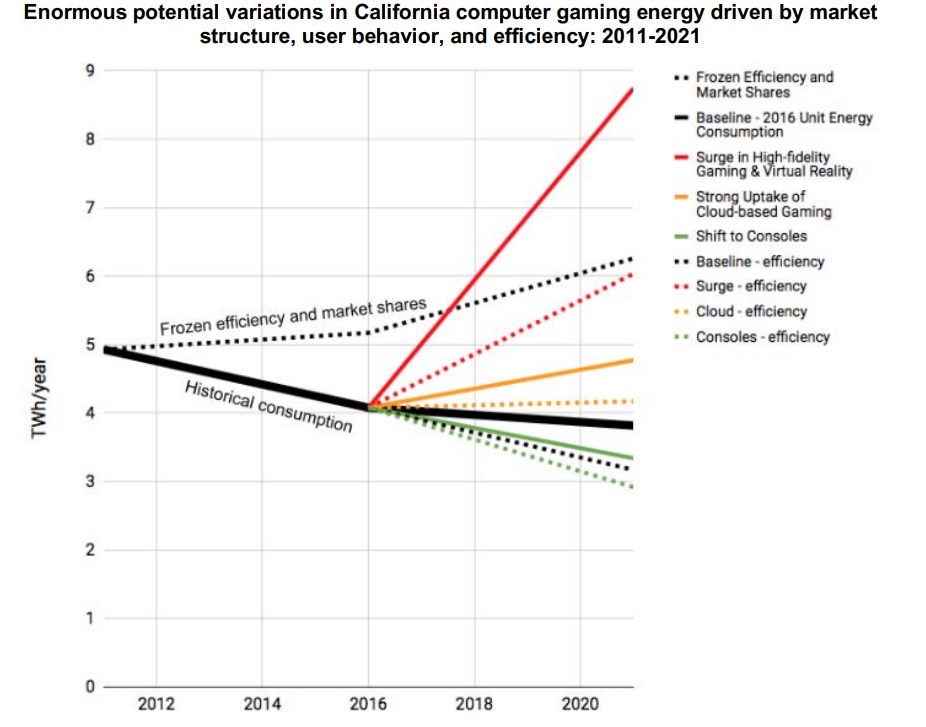 Enormous potential variations in California computer gaming energy driven by market
structure, user behavior, and efficiency: 2011-2021
9
8
7
6
5
4
3
2
1
0
TWh/year
Frozen efficiency and market shares
Historical consumption
2012
2014
2016
2018
2020
Frozen Efficiency and
Market Shares
Baseline - 2016 Unit Energy
Consumption
Surge in High-fidelity
Gaming & Virtual Reality
Strong Uptake of
Cloud-based Gaming
Shift to Consoles
Baseline - efficiency
Surge - efficiency
Cloud - efficiency
Consoles - efficiency